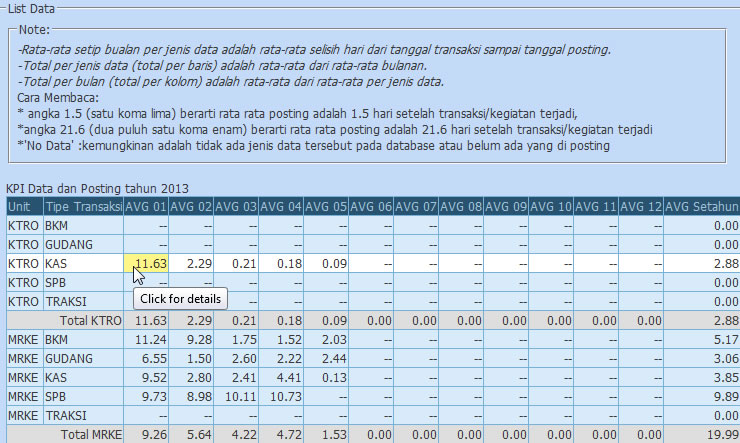 List Data
Note:
-Rata-rata setip bualan per jenis data adalah rata-rata selisih hari dari tanggal transaksi sampai tanggal posting.
-Total per jenis data (total per baris) adalah rata-rata dari rata-rata bulanan.
-Total per bulan (total per kolom) adalah rata-rata dari rata-rata per jenis data.
Cara Membaca:
* angka 1.5 (satu koma lima) berarti rata rata posting adalah 1.5 hari setelah transaksi/kegiatan terjadi,
*angka 21.6 (dua puluh satu koma enam) berarti rata rata posting adalah 21.6 hari setelah transaksi/kegiatan terjadi
*'No Data' :kemungkinan adalah tidak ada jenis data tersebut pada database atau belum ada yang di posting
KPI Data dan Posting tahun 2013
Unit Tipe Transaksi AVG 01 AVG 02 AVG 03 AVG 04 AVG 05 AVG 06 AVG 07 AVG 08 AVG 09 AVG 10 AVG 11 AVG 12 AVG Setahun
KTRO BKM -- -- -- -- -- -- -- -- -- -- -- -- 0.00
KTRO GUDANG -- -- -- -- -- -- -- -- -- -- -- -- 0.00
KTRO KAS 11.63 2.29 0.21 0.18 0.09 -- -- -- -- -- -- -- 2.88
KTRO SPB -- -- -- -- -- -- -- -- -- -- -- -- 0.00
Click for details
KTRO TRAKSI -- -- -- -- -- -- -- -- -- -- -- 0.00
Total KTRO 11.63 2.29 0.21 0.18 0.09 0.00 0.00 0.00 0.00 0.00 0.00 0.00 2.88
MRKE BKM 11.24 9.28 1.75 1.52 2.03 -- -- -- -- -- -- -- 5.17
MRKE GUDANG 6.55 1.50 2.60 2.22 2.44 -- -- -- -- -- -- -- 3.06
MRKE KAS 9.52 2.80 2.41 4.41 0.13 -- -- -- -- -- -- -- 3.85
MRKE SPB 9.73 8.98 10.11 10.73 -- -- -- -- -- -- -- -- 9.89
MRKE TRAKSI -- -- -- -- -- -- -- -- -- -- -- -- 0.00
Total MRKE 9.26 5.64 4.22 4.72 1.53 0.00 0.00 0.00 0.00 0.00 0.00 0.00 19.99